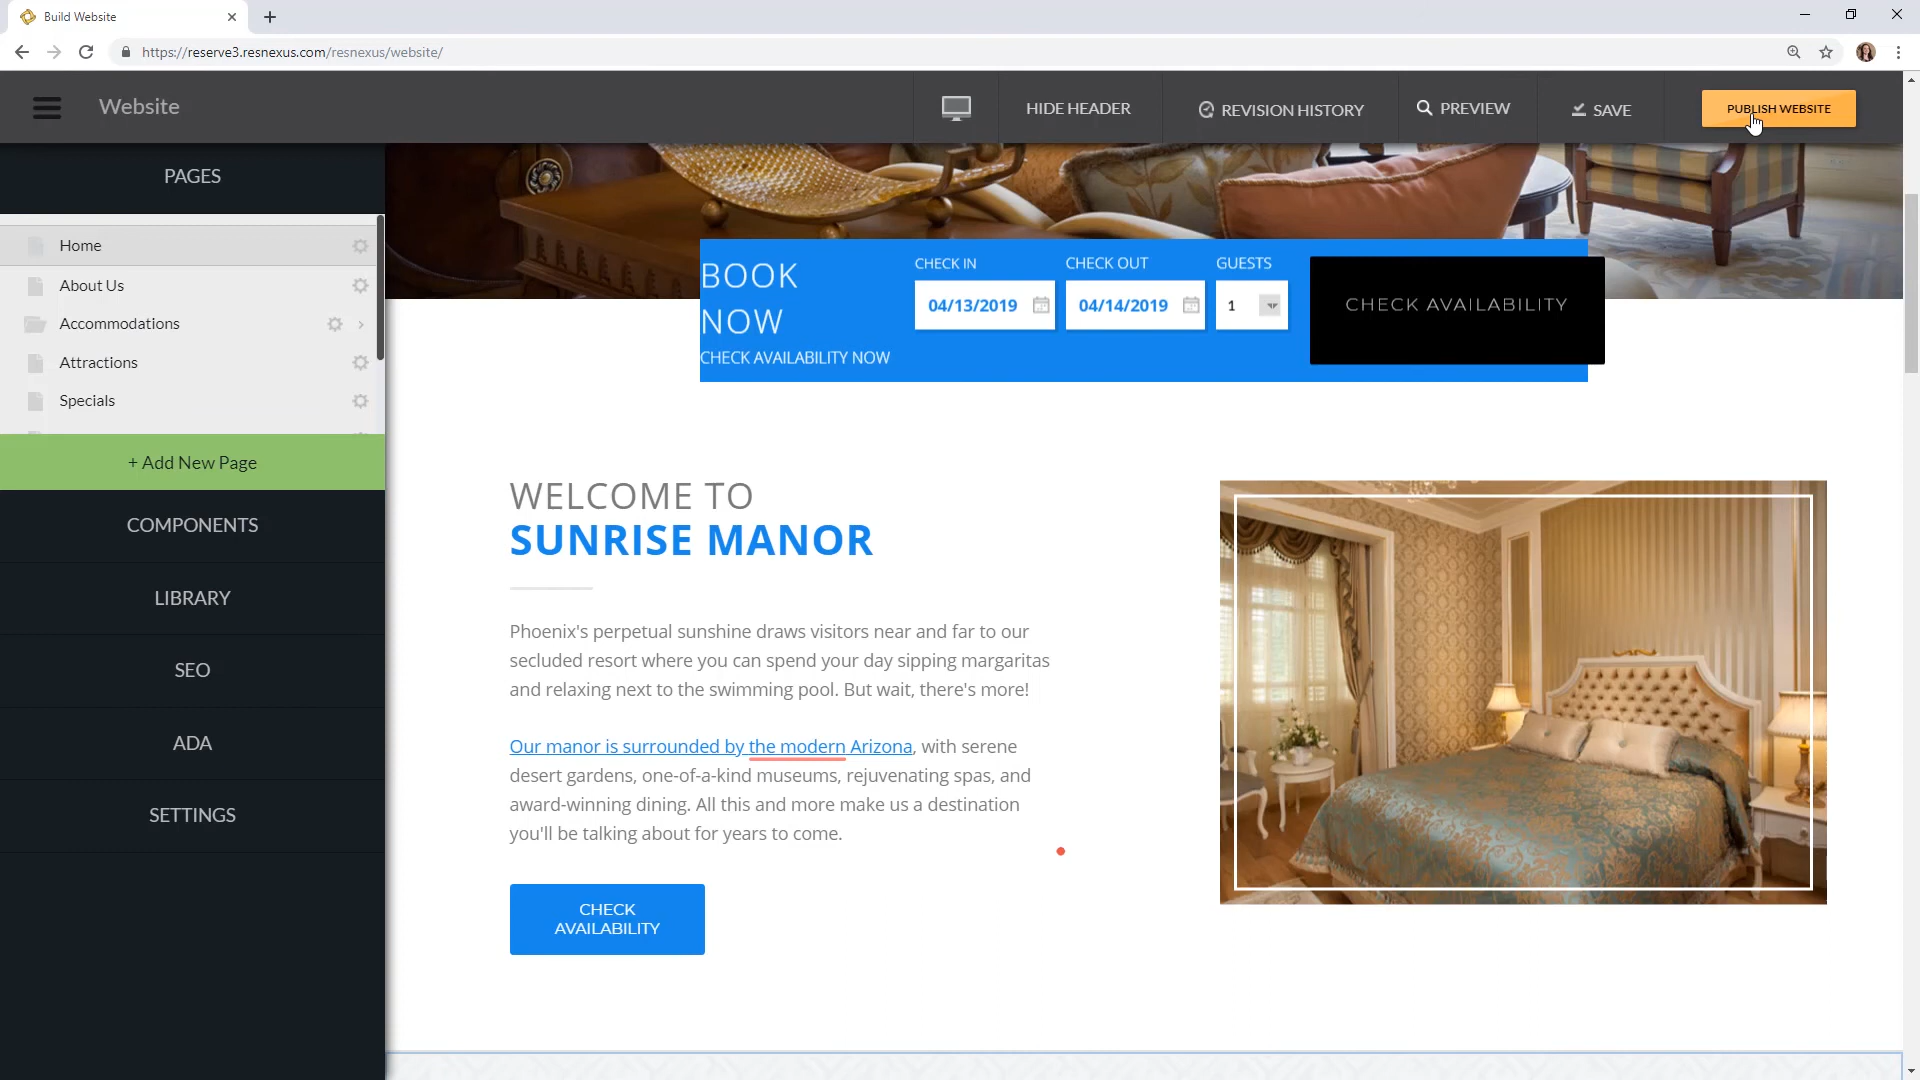 Build Website
https://reserve3.resnexus.com/resnexus/website/
Website
HIDE HEADER
REVISION HISTORY
PREVIEW
SAVE
PUBLISH WEBSITE
PAGES
Home
About Us
Accommodations
Attractions
Specials
+ Add New Page
COMPONENTS
LIBRARY
SEO
ADA
SETTINGS
BOOK
NOW
CHECK AVAILABILITY NOW
CHECK IN
04/13/2019
CHECK OUT
04/14/2019
GUESTS
1
CHECK AVAILABILITY
WELCOME TO
SUNRISE MANOR
Phoenix's perpetual sunshine draws visitors near and far to our
secluded resort where you can spend your day sipping margaritas
and relaxing next to the swimming pool. But wait, there's more!
Our manor is surrounded by the modern Arizona, with serene
desert gardens, one-of-a-kind museums, rejuvenating spas, and
award-winning dining. All this and more make us a destination
you'll be talking about for years to come.
CHECK
AVAILABILITY